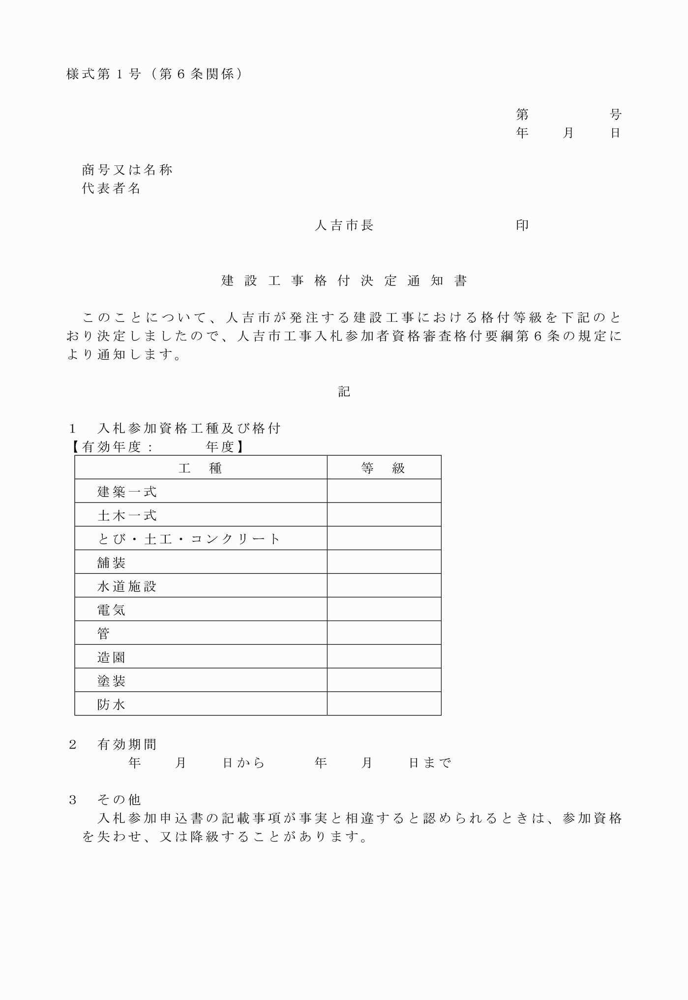 様式第１号（第６条関係）
第　　　　　号
年　　月　　日
商号又は名称
代表者名
人吉市長　　　　　　　　　印
建設工事格付決定通知書
　このことについて、人吉市が発注する建設工事における格付等級を下記のと
おり決定しましたので、人吉市工事入札参加者資格審査格付要綱第６条の規定に
より通知します。
記
１　入札参加資格工種及び格付
【有効年度：　　　年度】
工　種　　等　級
建築一式
土木一式
とび・土工・コンクリート
舗装
水道施設
電気
管
造園
塗装
防水
２　有効期間
年　　月　　日から　　　年　　月　　日まで
３　その他
　入札参加申込書の記載事項が事実と相違すると認められるときは、参加資格
を失わせ、又は降級することがあります。